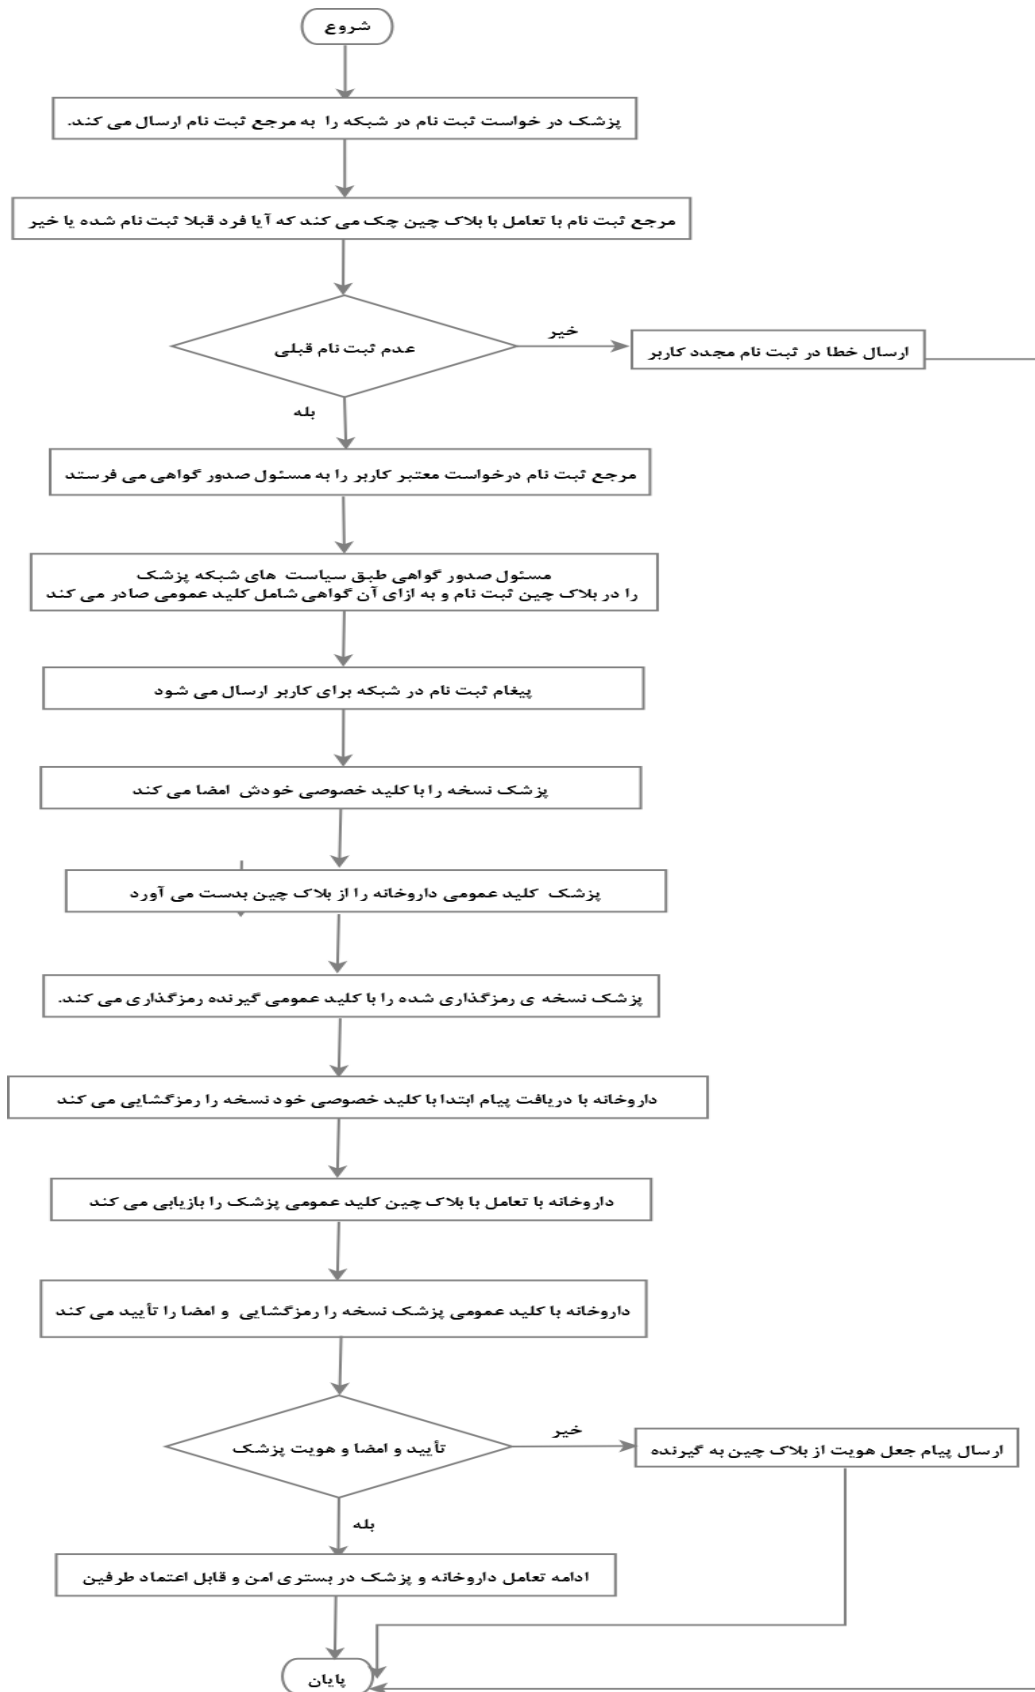 شروع
پزشک در خواست ثبت نام در شبکه را به مرجع ثبت نام ارسال می کند.
مرجع ثبت نام با تعامل با بلاک چین چک می کند که آیا فرد قبلا ثبت نام شده یا خیر
عدم ثبت نام قبلی
خیر
ارسال خطا در ثبت نام مجدد کاربر
بله
مرجع ثبت نام درخواست معتبر کاربر را به مسئول صدور گواهی می فرستد
مسئول صدور گواهی طبق سیاست های شبکه پزشک
را در بلاک چین ثبت نام و به ازای آن گواهی شامل کلید عمومی صادر می کند
پیغام ثبت نام در شبکه برای کاربر ارسال می شود
پزشک نسخه را با کلید خصوصی خودش امضا می کند
پزشک کلید عمومی داروخانه را از بلاک چین بدست می آورد
پزشک نسخه ی رمزگذاری شده را با کلید عمومی گیرنده رمزگذاری می کند.
داروخانه با دریافت پیام ابتدا با کلید خصوصی خود نسخه را رمزگشایی می کند
داروخانه با تعامل با بلاک چین کلید عمومی پزشک را بازیابی می کند
داروخانه با کلید عمومی پزشک نسخه را رمزگشایی و امضا را تأیید می کند
تأیید و امضا و هویت پزشک
خیر
ارسال پیام جعل هویت از بلاک چین به گیرنده
بله
ادامه تعامل داروخانه و پزشک در بستری امن و قابل اعتماد طرفین
پایان